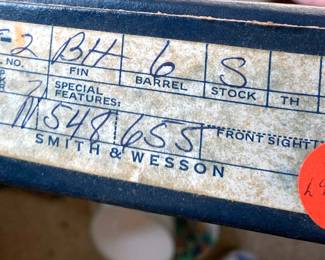 -2 BH 6 S
NO. FIN BARREL STOCK TH
SPECIAL
FEATURES:
N548655 FRONT SIGHT
SMITH & WESSON